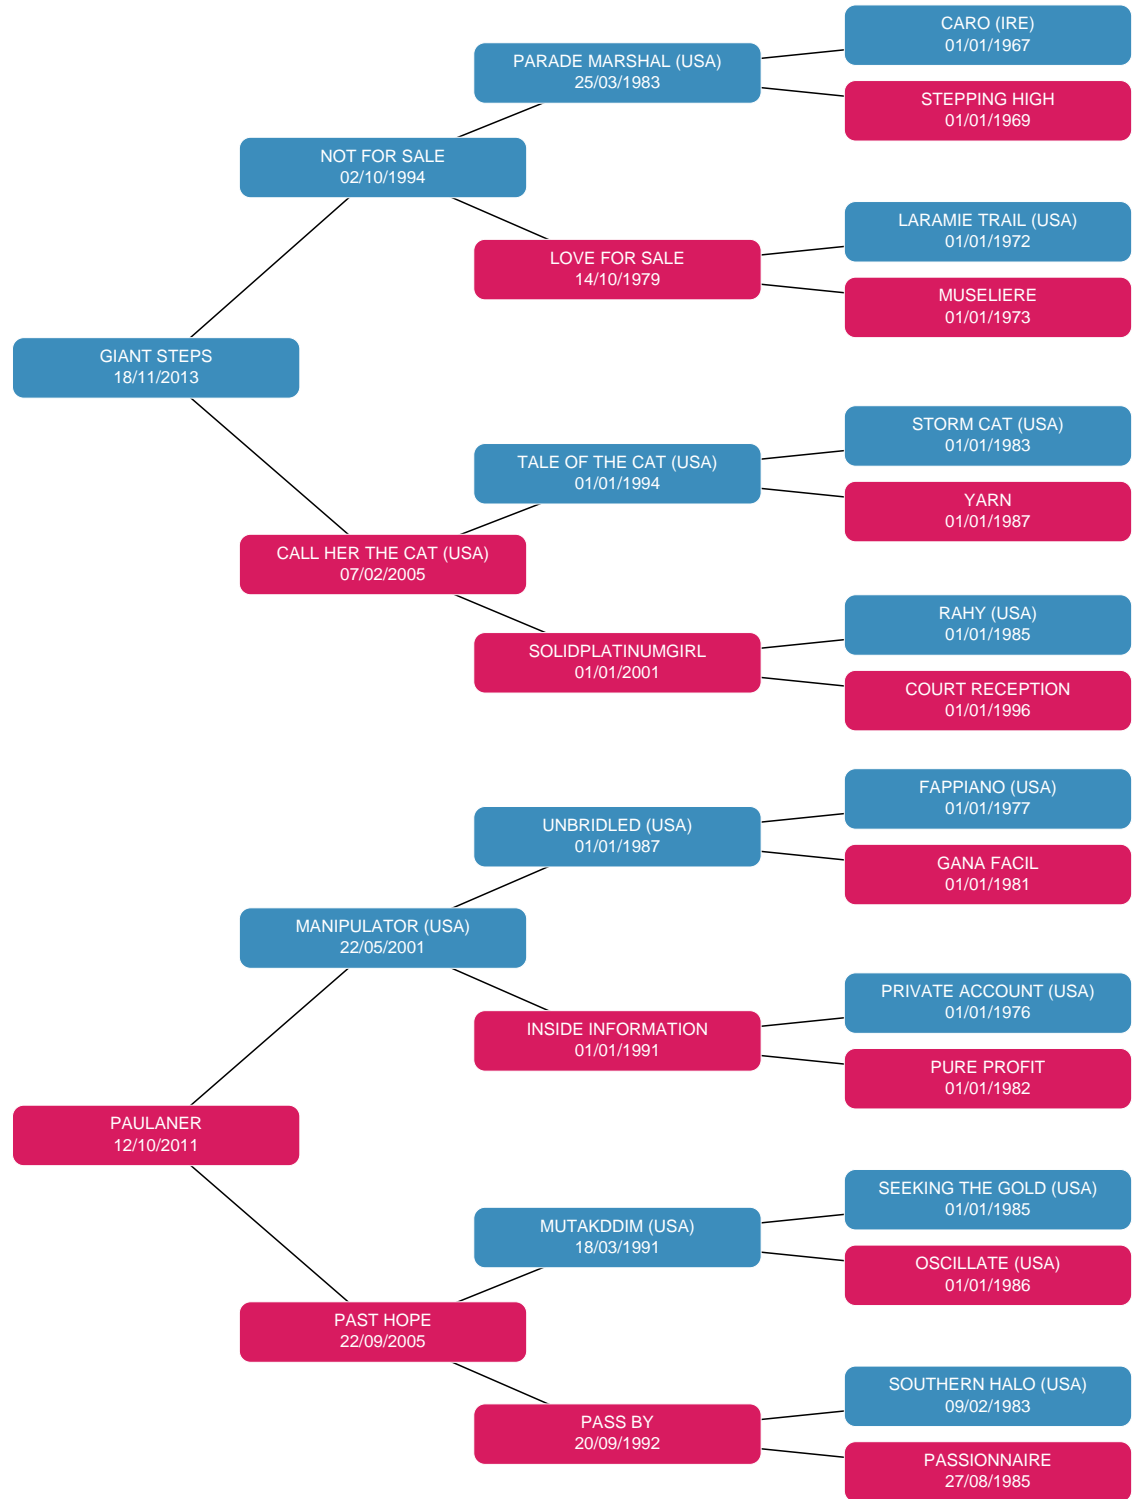 CARO (IRE)
01/01/1967
PARADE MARSHAL (USA)
25/03/1983
STEPPING HIGH
01/01/1969
NOT FOR SALE
02/10/1994
LARAMIE TRAIL (USA)
01/01/1972
LOVE FOR SALE
14/10/1979
MUSELIERE
01/01/1973
GIANT STEPS
18/11/2013
STORM CAT (USA)
01/01/1983
TALE OF THE CAT (USA)
01/01/1994
YARN
01/01/1987
CALL HER THE CAT (USA)
07/02/2005
RAHY (USA)
01/01/1985
SOLIDPLATINUMGIRL
01/01/2001
COURT RECEPTION
01/01/1996
FAPPIANO (USA)
01/01/1977
UNBRIDLED (USA)
01/01/1987
GANA FACIL
01/01/1981
MANIPULATOR (USA)
22/05/2001
PRIVATE ACCOUNT (USA)
01/01/1976
INSIDE INFORMATION
01/01/1991
PURE PROFIT
01/01/1982
PAULANER
12/10/2011
SEEKING THE GOLD (USA)
01/01/1985
MUTAKDDIM (USA)
18/03/1991
OSCILLATE (USA)
01/01/1986
PAST HOPE
22/09/2005
SOUTHERN HALO (USA)
09/02/1983
PASS BY
20/09/1992
PASSIONNAIRE
27/08/1985